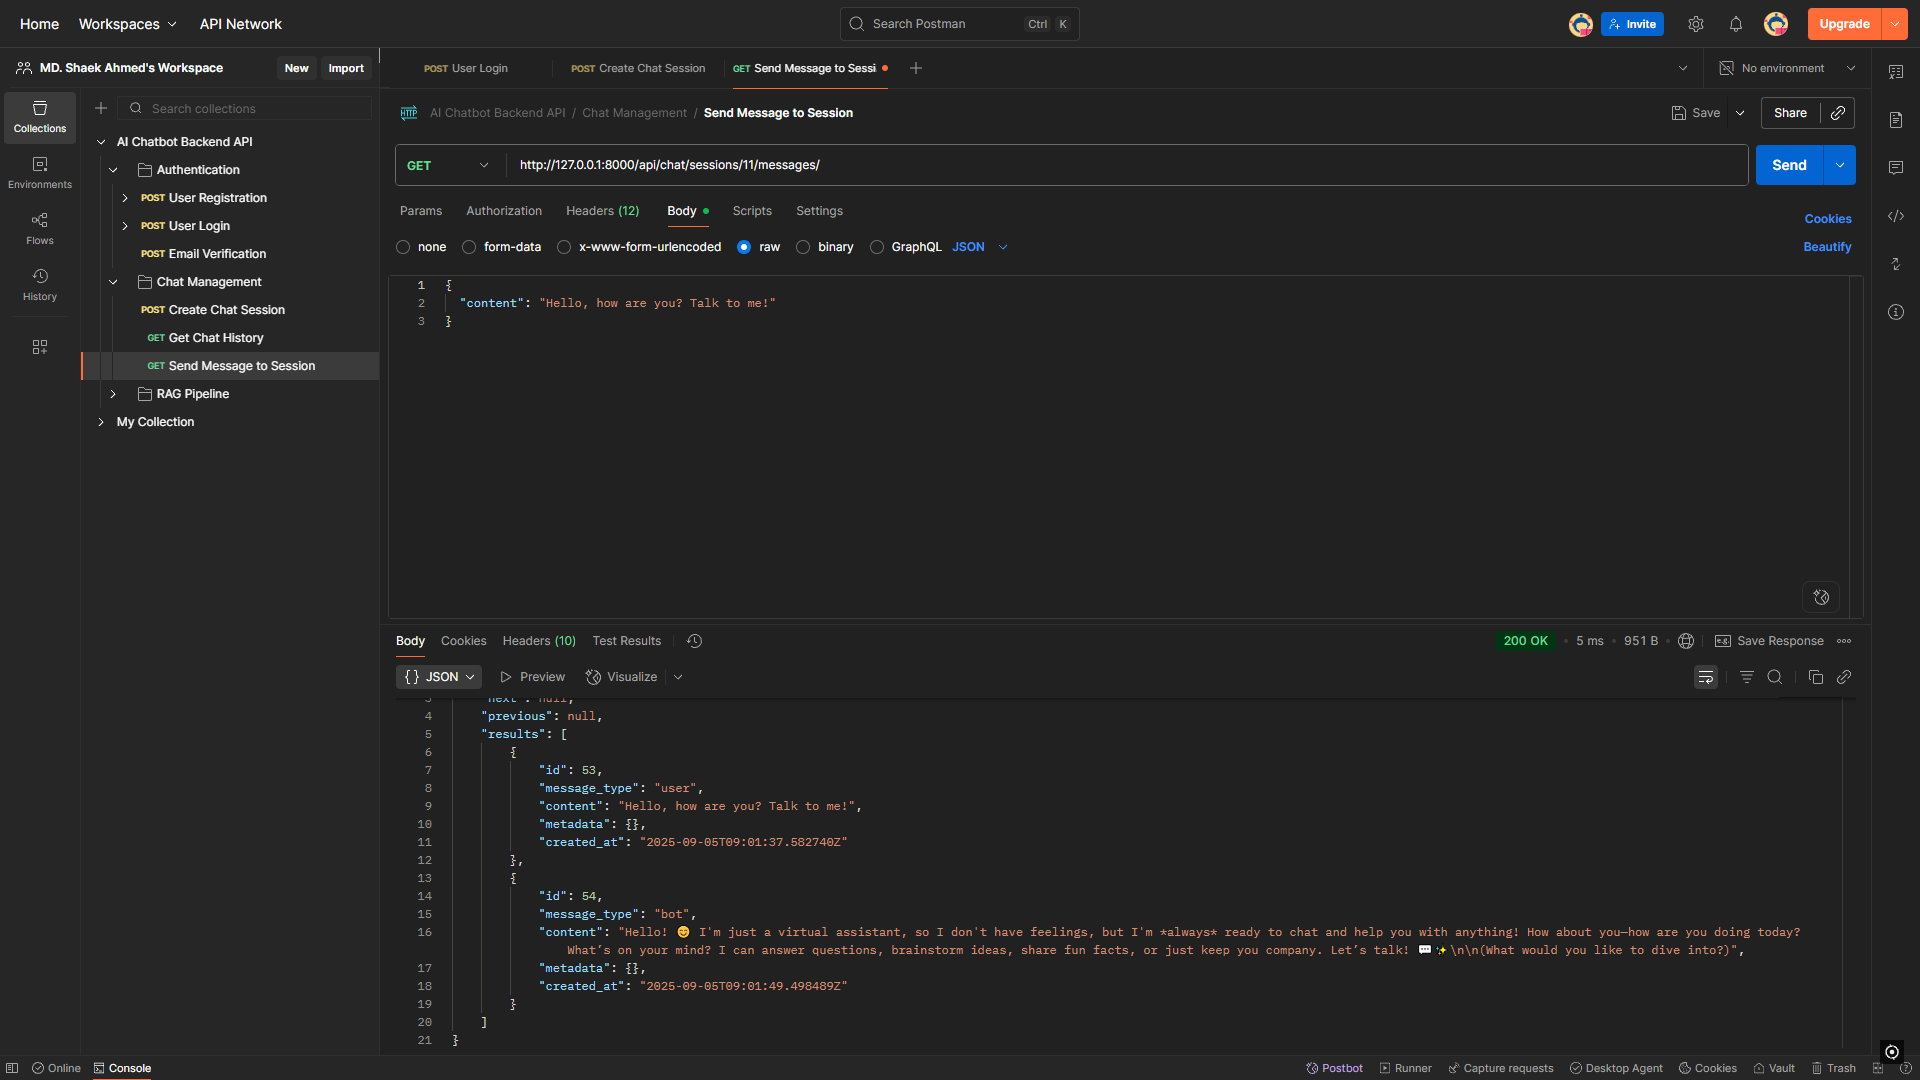 Home Workspaces API Network Search Postman Ctrl K Invite Upgrade
MD. Shaek Ahmed's Workspace New Import POST User Login POST Create Chat Session GET Send Message to Sessi No environment
Collections
Environments
Flows
History
Search collections
AI Chatbot Backend API
Authentication
POST User Registration
POST User Login
POST Email Verification
Chat Management
POST Create Chat Session
GET Get Chat History
GET Send Message to Session
RAG Pipeline
My Collection
HTTP AI Chatbot Backend API / Chat Management / Send Message to Session Save Share
GET http://127.0.0.1:8000/api/chat/sessions/11/messages/ Send
Params Authorization Headers (12) Body Scripts Settings Cookies
none form-data x-www-form-urlencoded raw binary GraphQL JSON Beautify
1 {
2 "content": "Hello, how are you? Talk to me!"
3 }
Body Cookies Headers (10) Test Results 200 OK 5 ms 951 B e.g. Save Response
{} JSON Preview Visualize
3 "next": null,
4 "previous": null,
5 "results": [
6 {
7 "id": 53,
8 "message_type": "user",
9 "content": "Hello, how are you? Talk to me!",
10 "metadata": {},
11 "created_at": "2025-09-05T09:01:37.582740Z"
12 },
13 {
14 "id": 54,
15 "message_type": "bot",
16 "content": "Hello! 😊 I'm just a virtual assistant, so I don't have feelings, but I'm *always* ready to chat and help you with anything! How about you—how are you doing today?
What’s on your mind? I can answer questions, brainstorm ideas, share fun facts, or just keep you company. Let’s talk! 💬✨\n\n(What would you like to dive into?)",
17 "metadata": {},
18 "created_at": "2025-09-05T09:01:49.498489Z"
19 }
20 ]
21 }
Online Console Postbot Runner Capture requests Desktop Agent Cookies Vault Trash